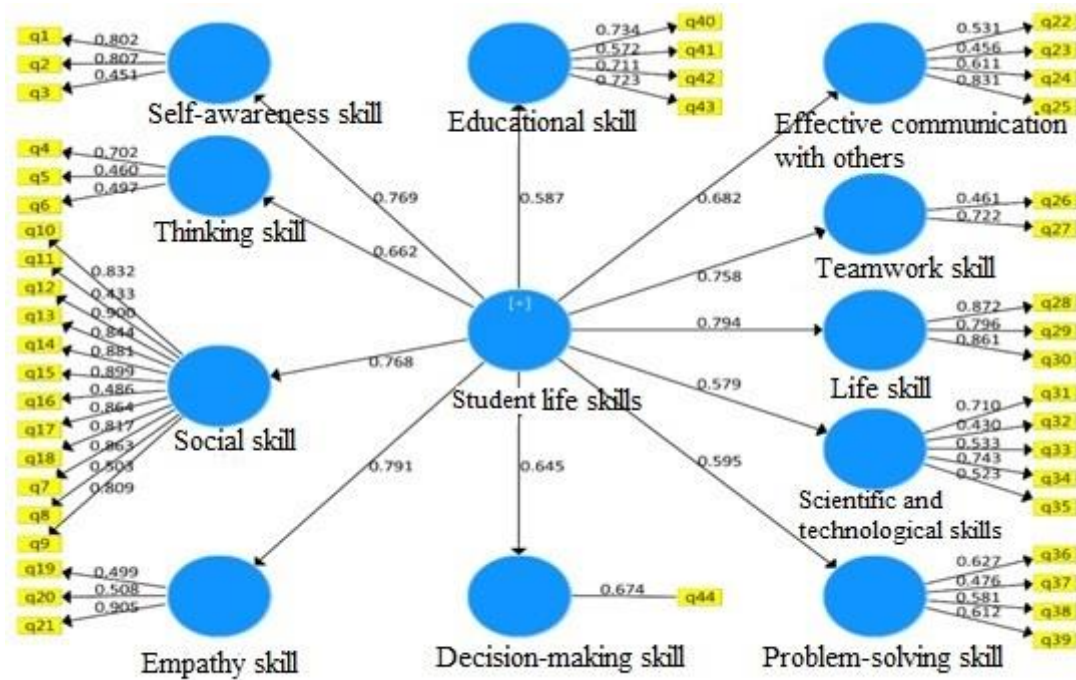 q1
0.802
q2
0.807
q3
0.451
Self-awareness skill
q40
0.734
q41
0.572
q42
0.711
q43
0.723
Educational skill
q22
0.531
q23
0.456
q24
0.611
q25
0.831
Effective communication
with others
q4
0.702
q5
0.460
q6
0.497
Thinking skill
0.769
0.587
0.682
0.662
0.758
q26
0.461
q27
0.722
Teamwork skill
q10
q11
q12
q13
q14
q15
q16
q17
q18
q7
q8
q9
0.832
0.433
0.900
0.844
0.881
0.899
0.486
0.864
0.817
0.863
0.503
0.809
Social skill
0.768
[+]
Student life skills
0.794
q28
0.872
q29
0.796
q30
0.861
Life skill
0.579
q31
0.710
q32
0.430
q33
0.533
q34
0.743
q35
0.523
Scientific and
technological skills
0.791
0.645
0.595
q19
0.499
q20
0.508
q21
0.905
Empathy skill
0.674
q44
Decision-making skill
q36
0.627
q37
0.476
q38
0.581
q39
0.612
Problem-solving skill